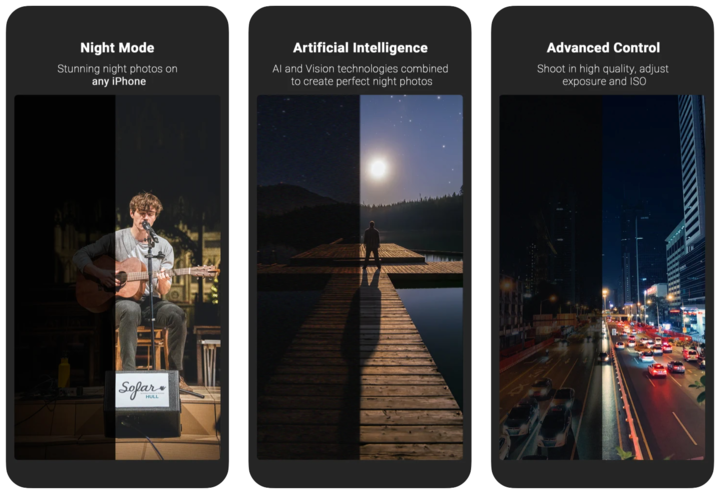 Night Mode
Stunning night photos on
any iPhone
Sofar
HULL
Artificial Intelligence
AI and Vision technologies combined
to create perfect night photos
Advanced Control
Shoot in high quality, adjust
exposure and ISO